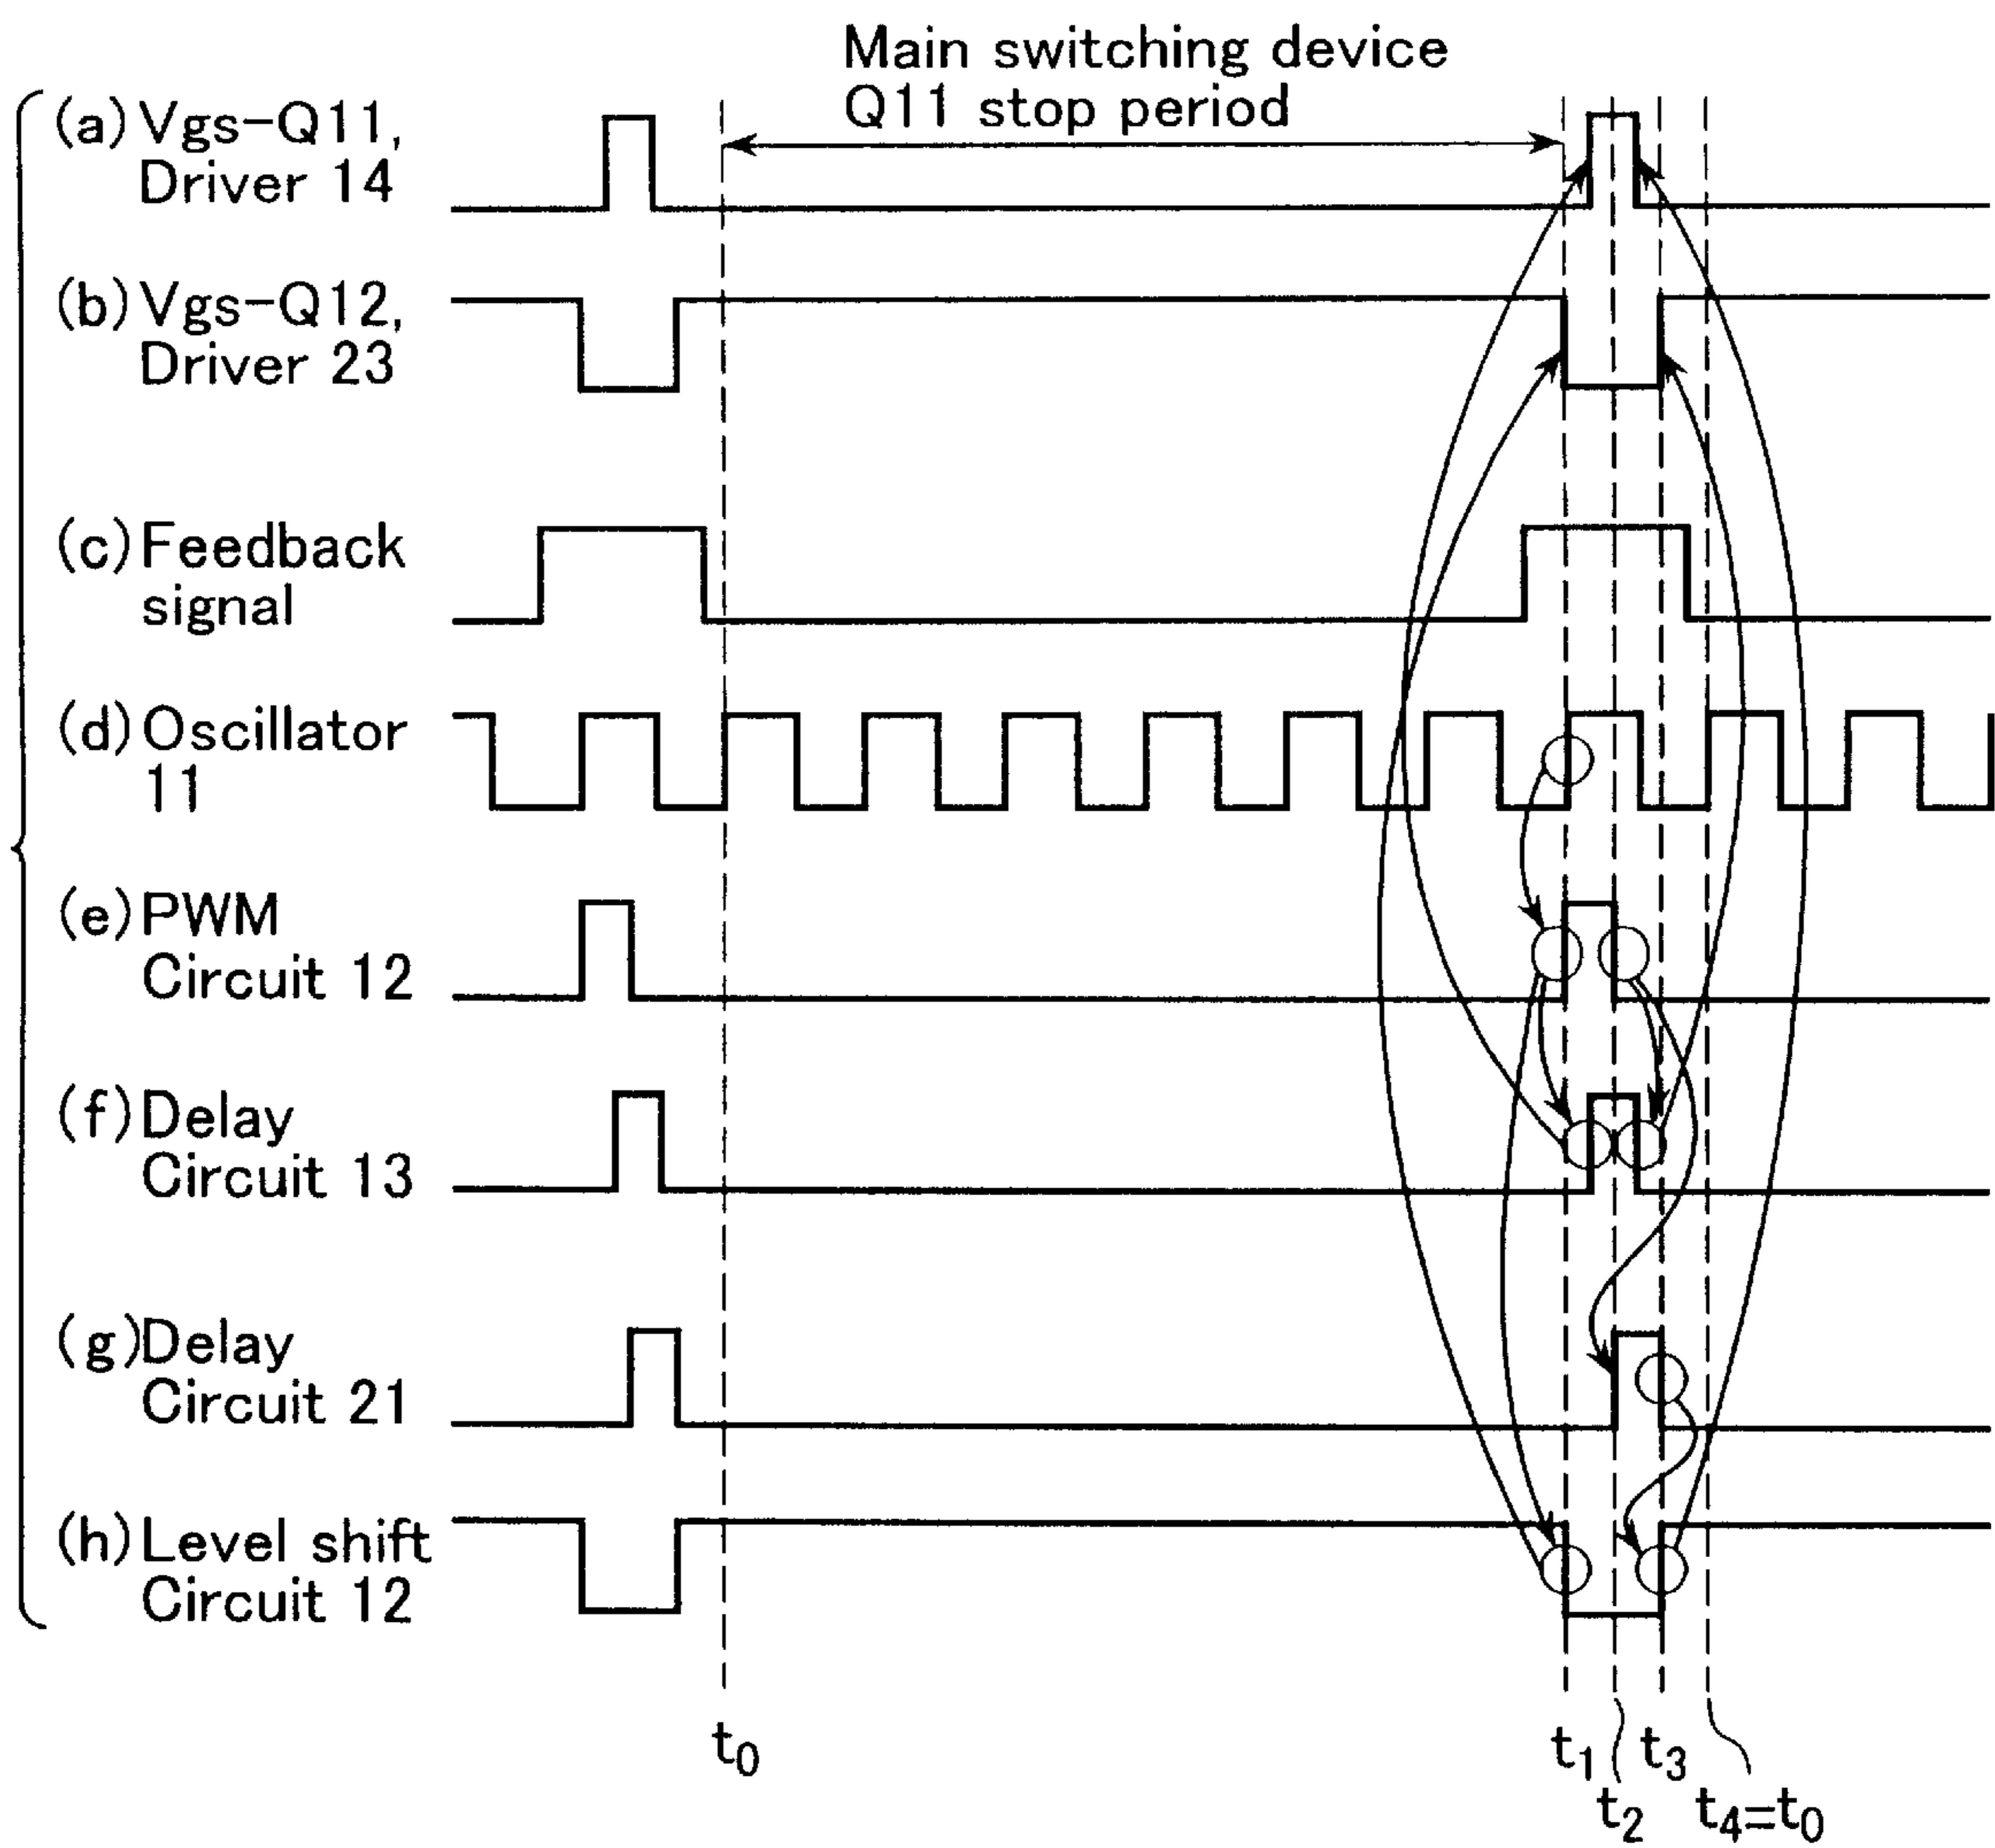 Main switching device
Q11 stop period
(a) Vgs-Q11,
Driver 14
(b) Vgs-Q12,
Driver 23
(c) Feedback
signal
(d) Oscillator
11
(e) PWM
Circuit 12
(f) Delay
Circuit 13
(g) Delay
Circuit 21
(h) Level shift
Circuit 12
t0
t1 t3
t2 t4=t0